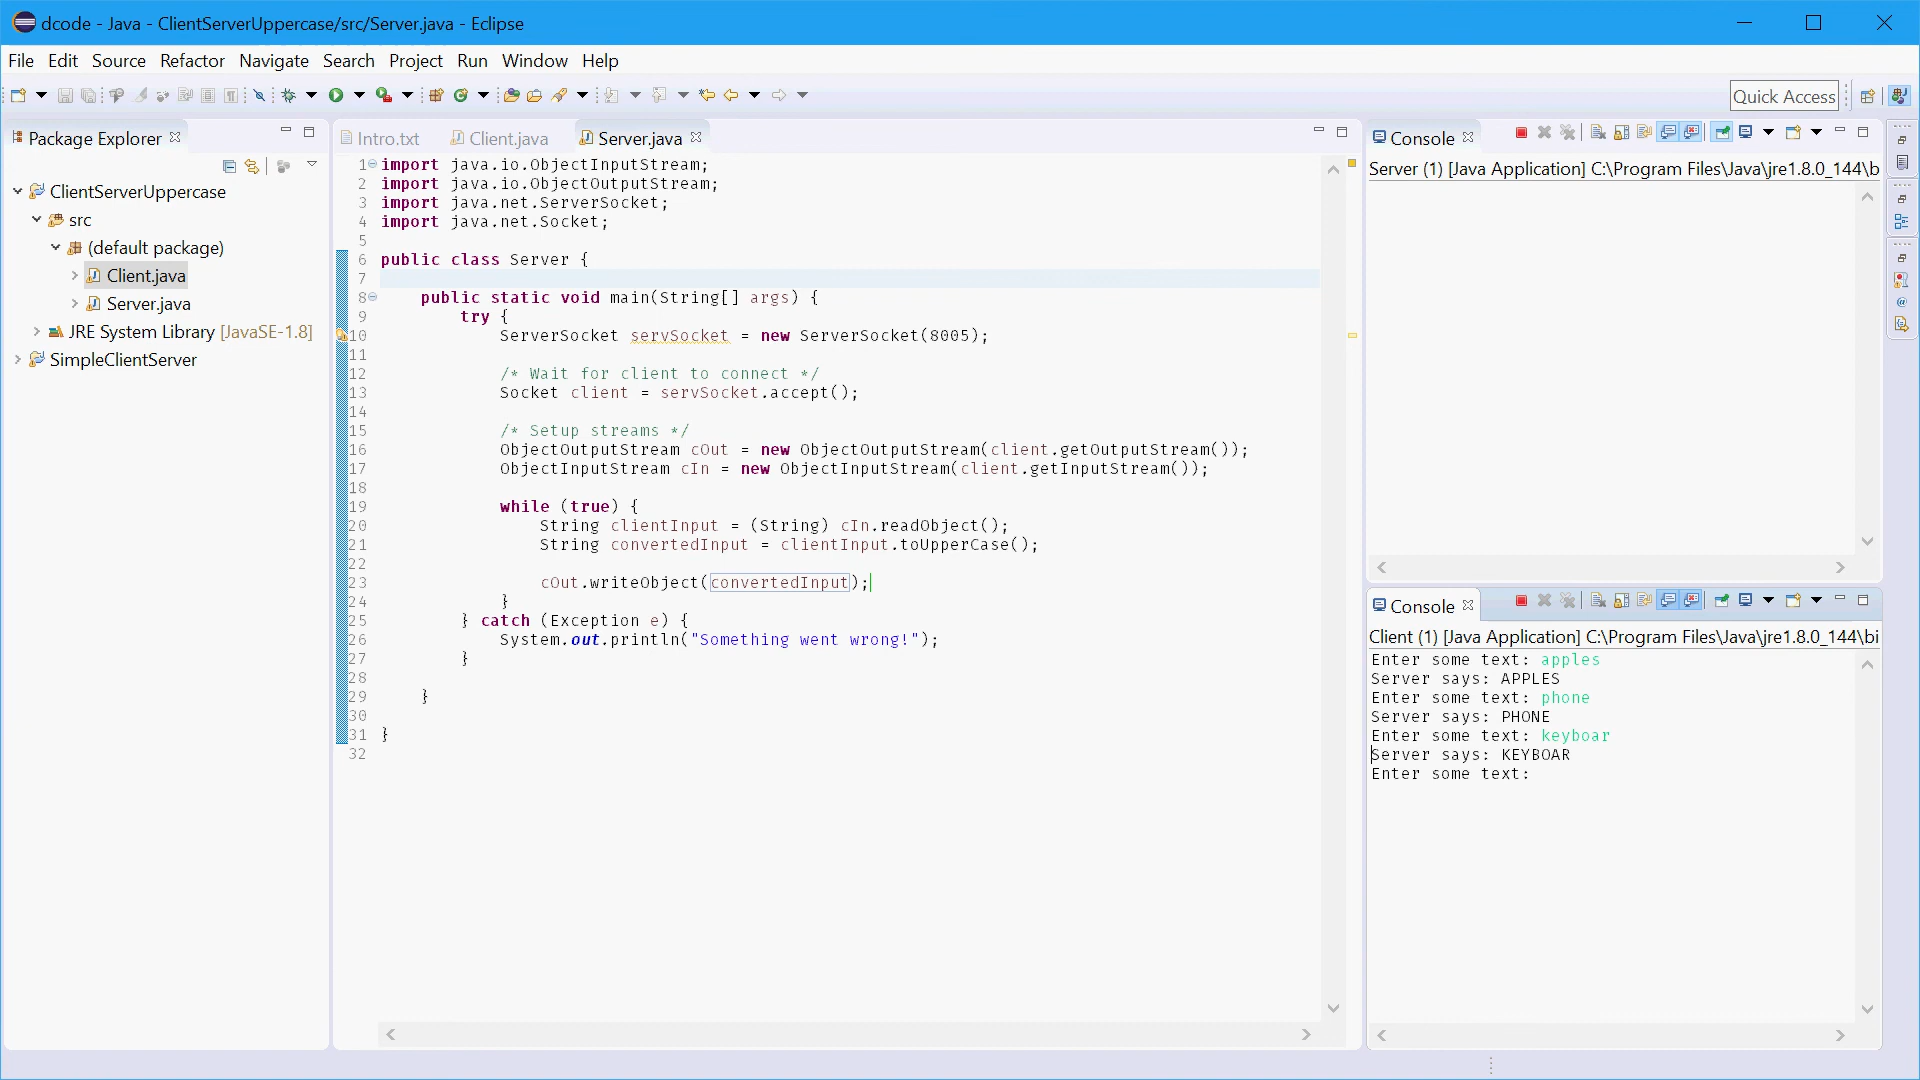 dcode - Java - ClientServerUppercase/src/Server.java - Eclipse
File Edit Source Refactor Navigate Search Project Run Window Help
Quick Access
Package Explorer
ClientServerUppercase
src
(default package)
Client.java
Server.java
JRE System Library [JavaSE-1.8]
SimpleClientServer
Intro.txt Client.java Server.java
1 import java.io.ObjectInputStream;
2 import java.io.ObjectOutputStream;
3 import java.net.ServerSocket;
4 import java.net.Socket;
5
6 public class Server {
7
8     public static void main(String[] args) {
9         try {
10             ServerSocket servSocket = new ServerSocket(8005);
11
12             /* Wait for client to connect */
13             Socket client = servSocket.accept();
14
15             /* Setup streams */
16             ObjectOutputStream cOut = new ObjectOutputStream(client.getOutputStream());
17             ObjectInputStream cIn = new ObjectInputStream(client.getInputStream());
18
19             while (true) {
20                 String clientInput = (String) cIn.readObject();
21                 String convertedInput = clientInput.toUpperCase();
22
23                 cOut.writeObject(convertedInput);
24             }
25         } catch (Exception e) {
26             System.out.println("Something went wrong!");
27         }
28
29     }
30
31 }
32
Console
Server (1) [Java Application] C:\Program Files\Java\jre1.8.0_144\b
Console
Client (1) [Java Application] C:\Program Files\Java\jre1.8.0_144\bi
Enter some text: apples
Server says: APPLES
Enter some text: phone
Server says: PHONE
Enter some text: keyboar
Server says: KEYBOAR
Enter some text: